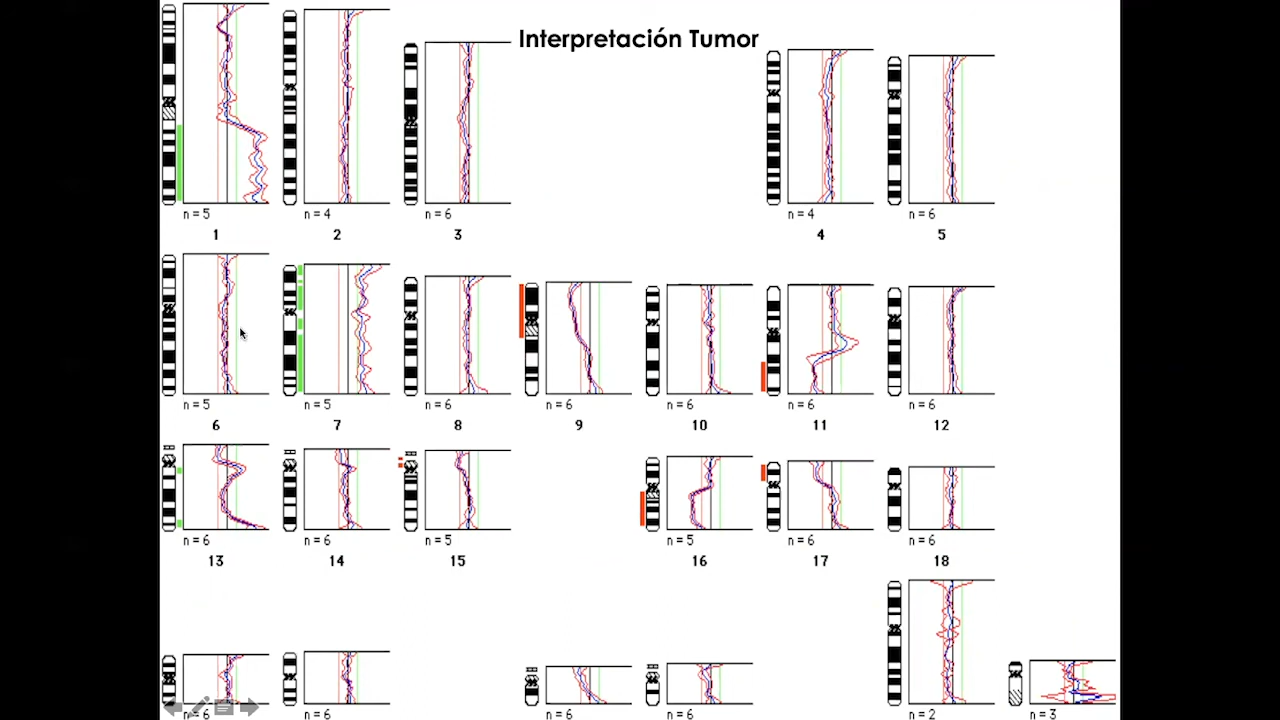 Interpretación Tumor
n = 5
n = 4
n = 6
n = 4
n = 6
1
2
3
4
5
n = 5
n = 5
n = 6
n = 6
n = 6
n = 6
n = 6
6
7
8
9
10
11
12
n = 6
n = 6
n = 5
n = 5
n = 6
n = 6
13
14
15
16
17
18
n = 6
n = 6
n = 6
n = 6
n = 2
n = 3